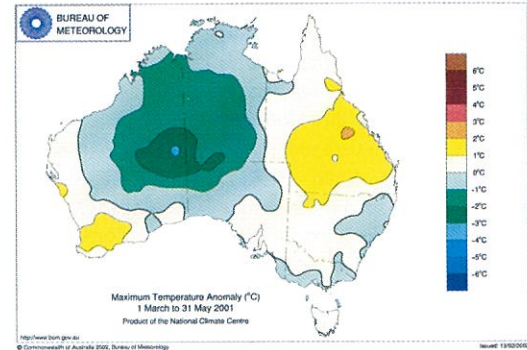 BUREAU OF
METEOROLOGY
6°C
5°C
4°C
3°C
2°C
1°C
0°C
-1°C
-2°C
-3°C
-4°C
-5°C
-6°C
Maximum Temperature Anomaly (°C)
1 March to 31 May 2001
Product of the National Climate Centre
http://www.bom.gov.au
© Commonwealth of Australia 2002, Bureau of Meteorology
Issued: